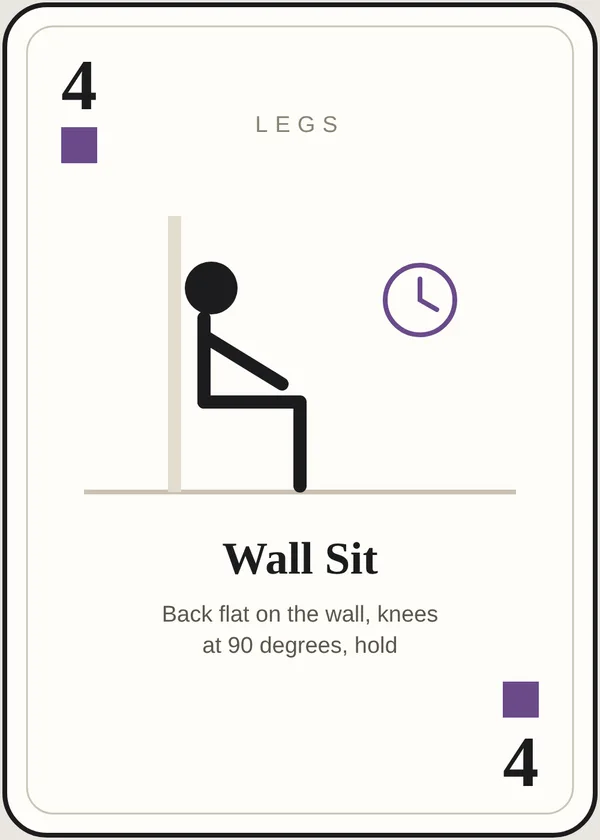 4
LEGS
Wall Sit
Back flat on the wall, knees
at 90 degrees, hold
4